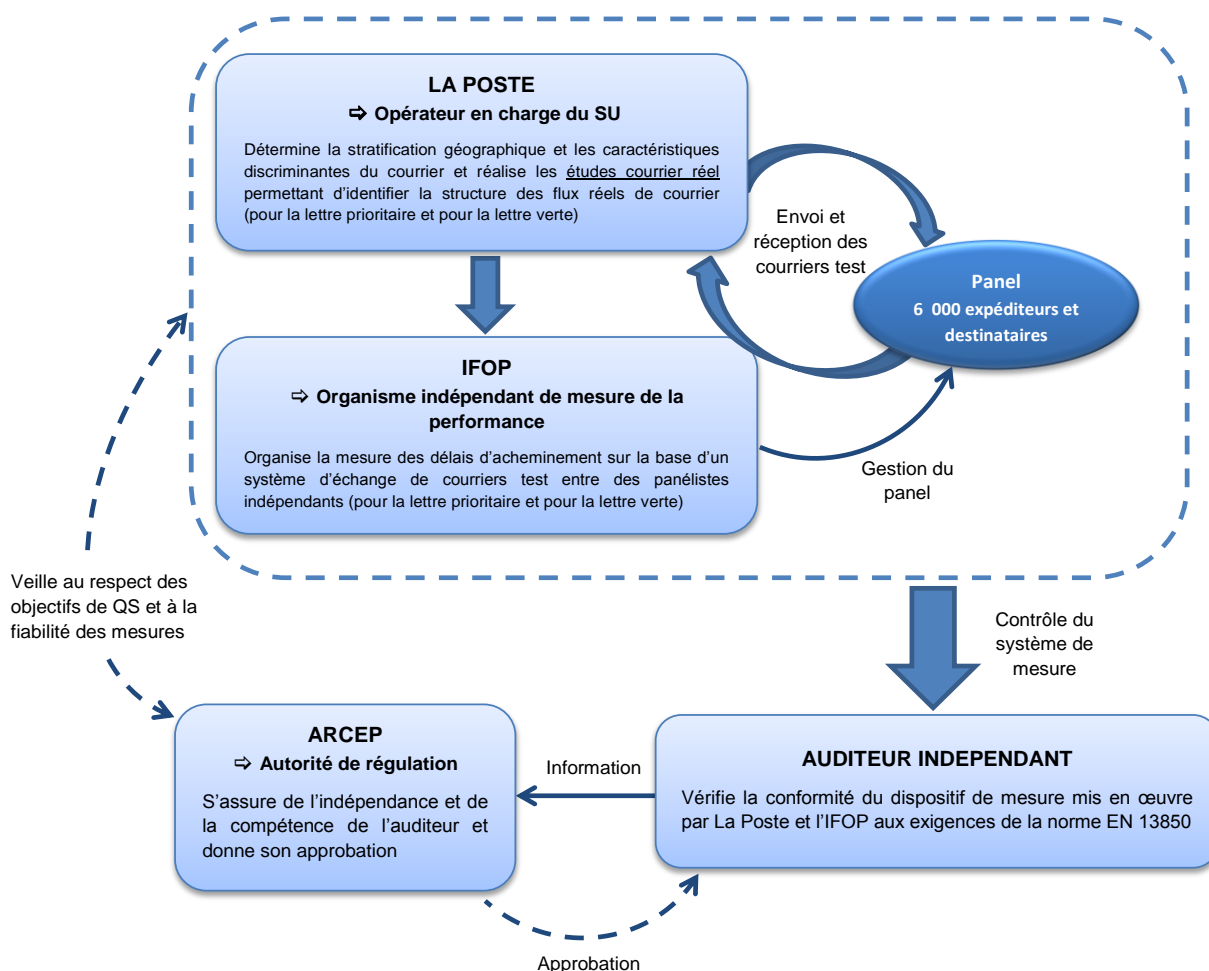 LA POSTE
⇨ Opérateur en charge du SU
Détermine la stratification géographique et les caractéristiques
discriminantes du courrier et réalise les études courrier réel
permettant d’identifier la structure des flux réels de courrier
(pour la lettre prioritaire et pour la lettre verte)
Envoi et
réception des
courriers test
Panel
6 000 expéditeurs et
destinataires
IFOP
⇨ Organisme indépendant de mesure de la
performance
Organise la mesure des délais d’acheminement sur la base d’un
système d’échange de courriers test entre des panélistes
indépendants (pour la lettre prioritaire et pour la lettre verte)
Gestion du
panel
Veille au respect des
objectifs de QS et à la
fiabilité des mesures
Contrôle du
système de
mesure
ARCEP
⇨ Autorité de régulation
S’assure de l’indépendance et de
la compétence de l’auditeur et
donne son approbation
Information
AUDITEUR INDEPENDANT
Vérifie la conformité du dispositif de mesure mis en œuvre
par La Poste et l’IFOP aux exigences de la norme EN 13850
Approbation